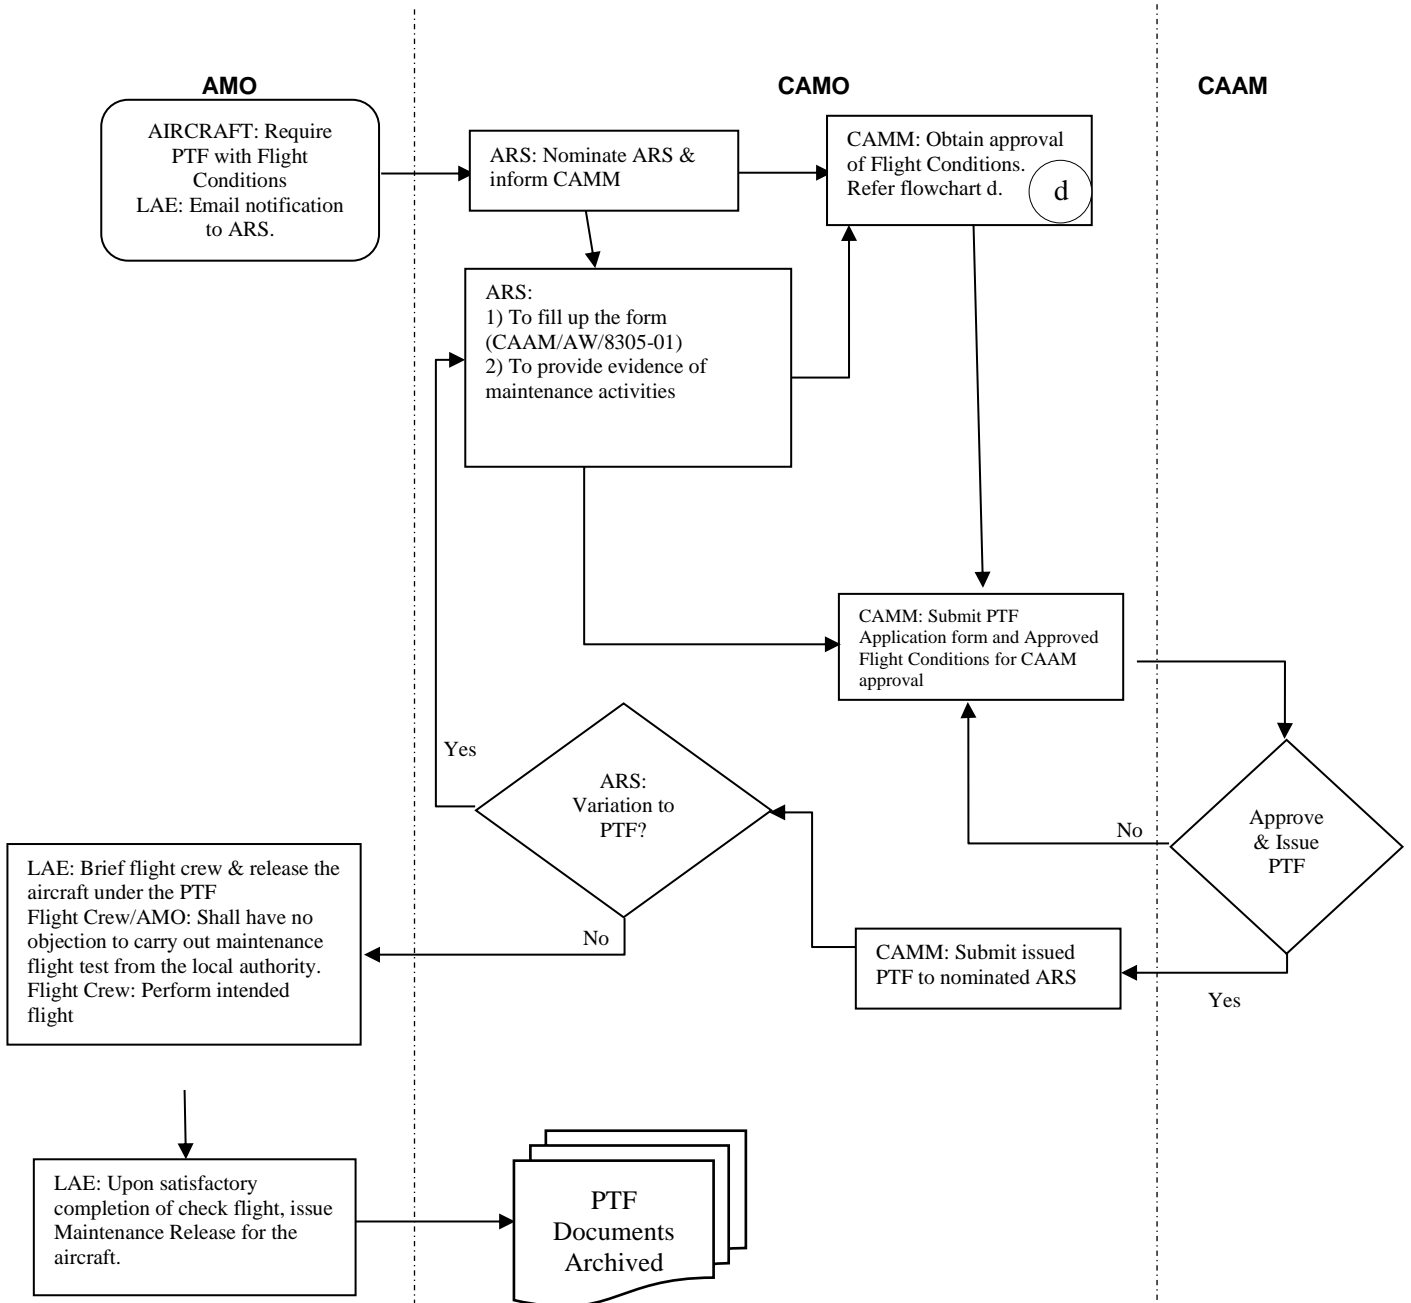 AMO
CAMO
CAAM
AIRCRAFT: Require
PTF with Flight
Conditions
LAE: Email notification
to ARS.
ARS: Nominate ARS &
inform CAMM
CAMM: Obtain approval
of Flight Conditions.
Refer flowchart d.
d
ARS:
1) To fill up the form
(CAAM/AW/8305-01)
2) To provide evidence of
maintenance activities
CAMM: Submit PTF
Application form and Approved
Flight Conditions for CAAM
approval
Yes
ARS:
Variation to
PTF?
No
Approve
& Issue
PTF
LAE: Brief flight crew & release the
aircraft under the PTF
Flight Crew/AMO: Shall have no
objection to carry out maintenance
flight test from the local authority.
Flight Crew: Perform intended
flight
No
CAMM: Submit issued
PTF to nominated ARS
Yes
LAE: Upon satisfactory
completion of check flight, issue
Maintenance Release for the
aircraft.
PTF
Documents
Archived